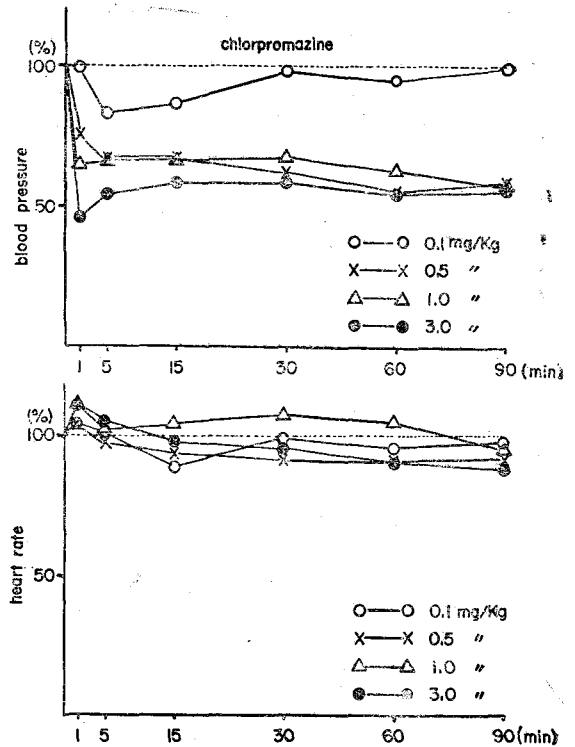 chlorpromazine
(%)
100
50
blood pressure
0.1 mg/Kg
0.5 〃
1.0 〃
3.0 〃
1 5 15 30 60 90 (min)
(%)
100
50
heart rate
0.1 mg/Kg
0.5 〃
1.0 〃
3.0 〃
1 5 15 30 60 90 (min)